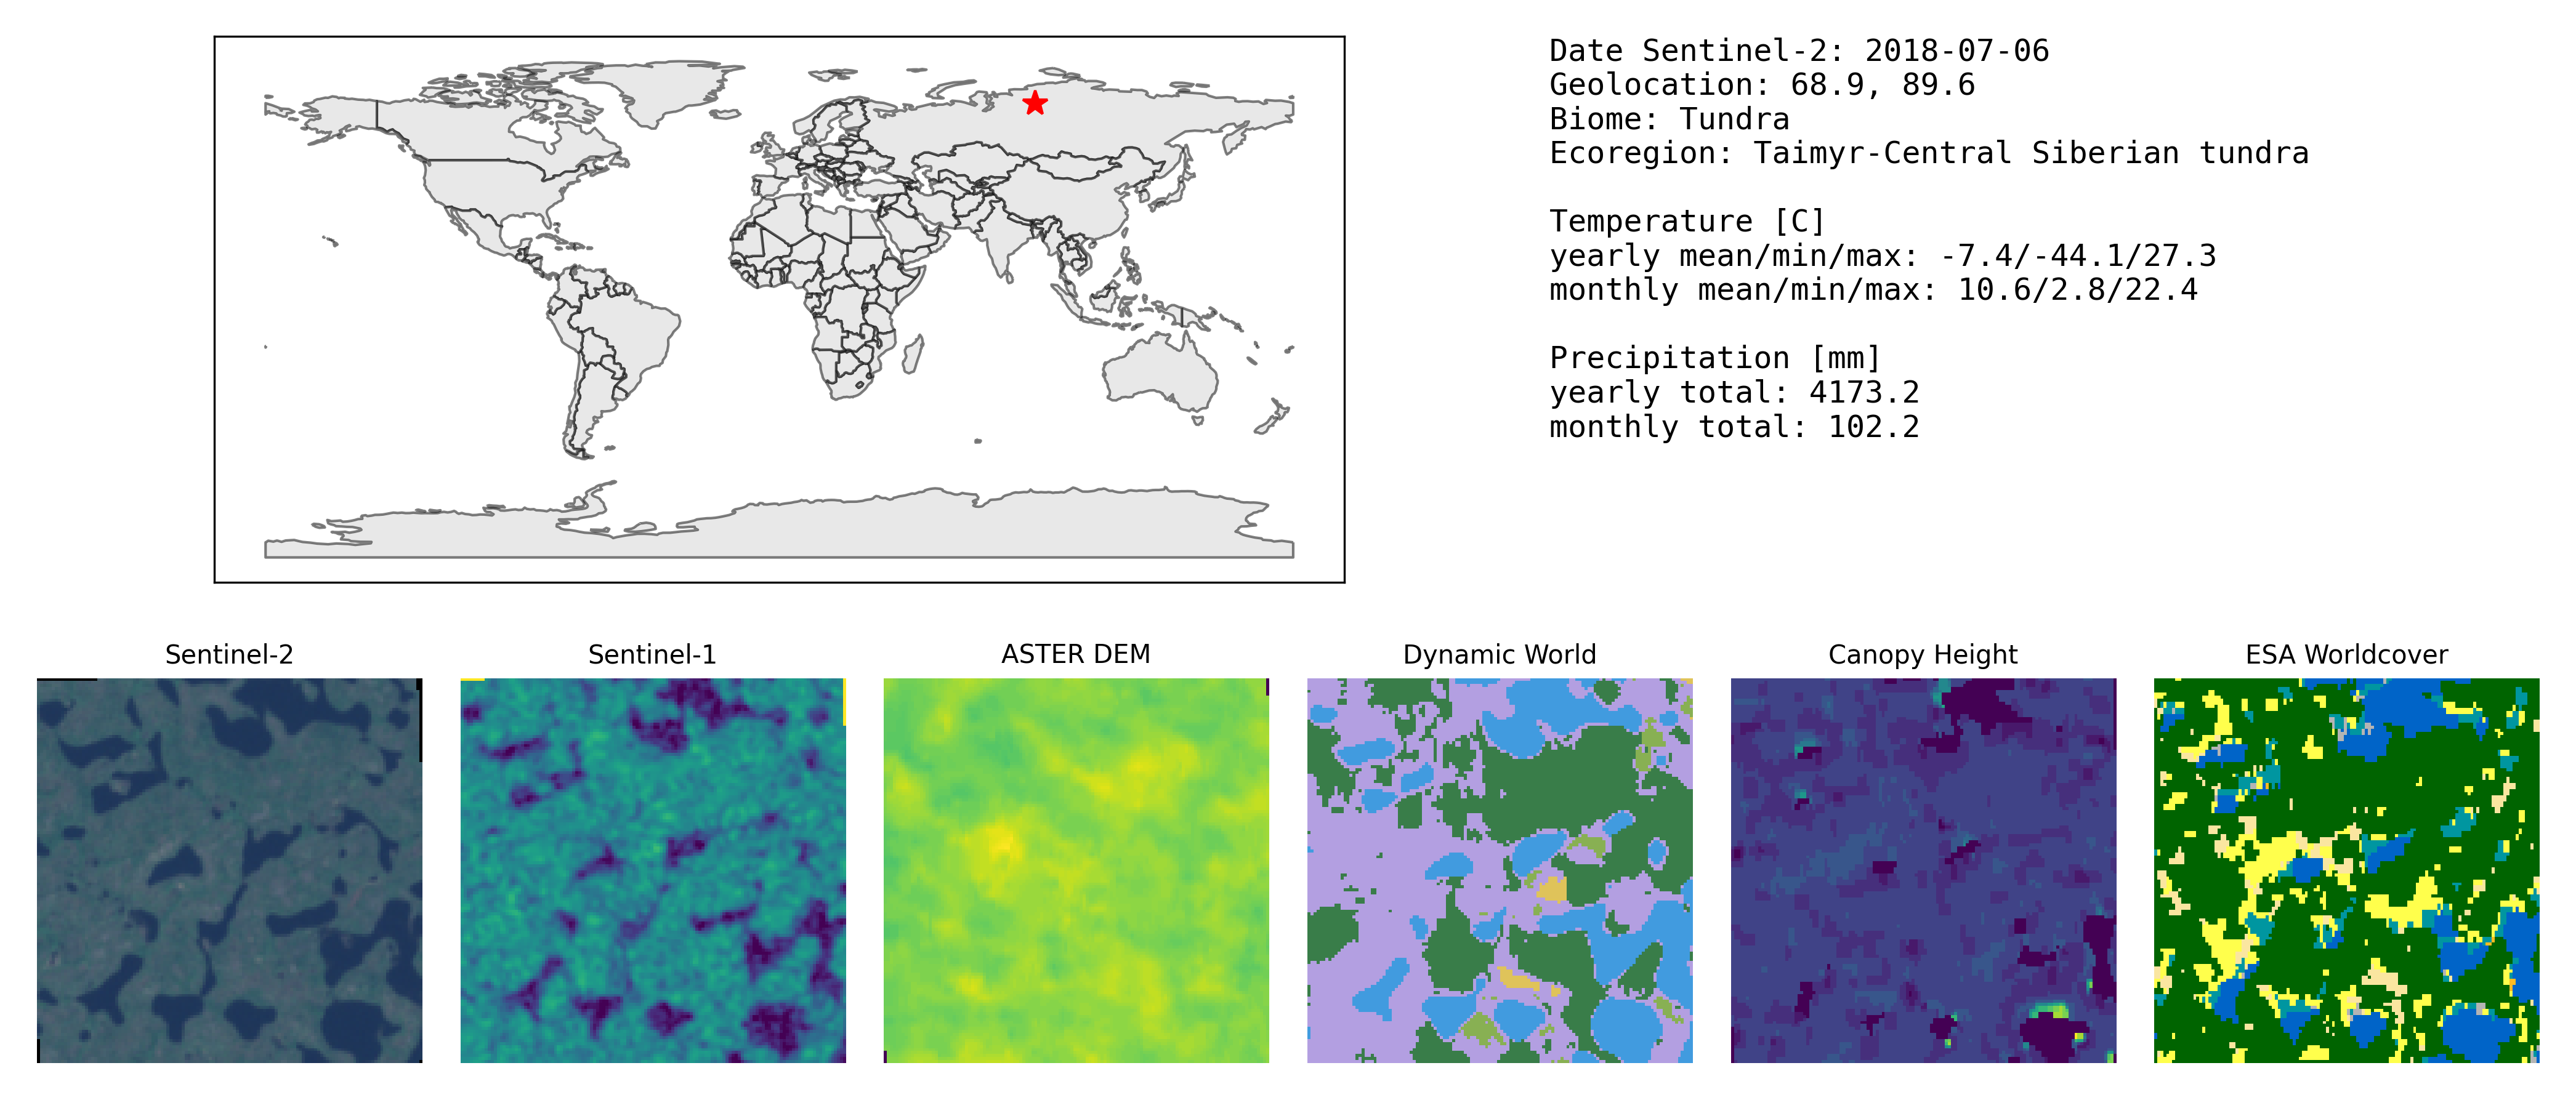 Date Sentinel-2: 2018-07-06
Geolocation: 68.9, 89.6
Biome: Tundra
Ecoregion: Taimyr-Central Siberian tundra
Temperature [C]
yearly mean/min/max: -7.4/-44.1/27.3
monthly mean/min/max: 10.6/2.8/22.4
Precipitation [mm]
yearly total: 4173.2
monthly total: 102.2
Sentinel-2
Sentinel-1
ASTER DEM
Dynamic World
Canopy Height
ESA Worldcover